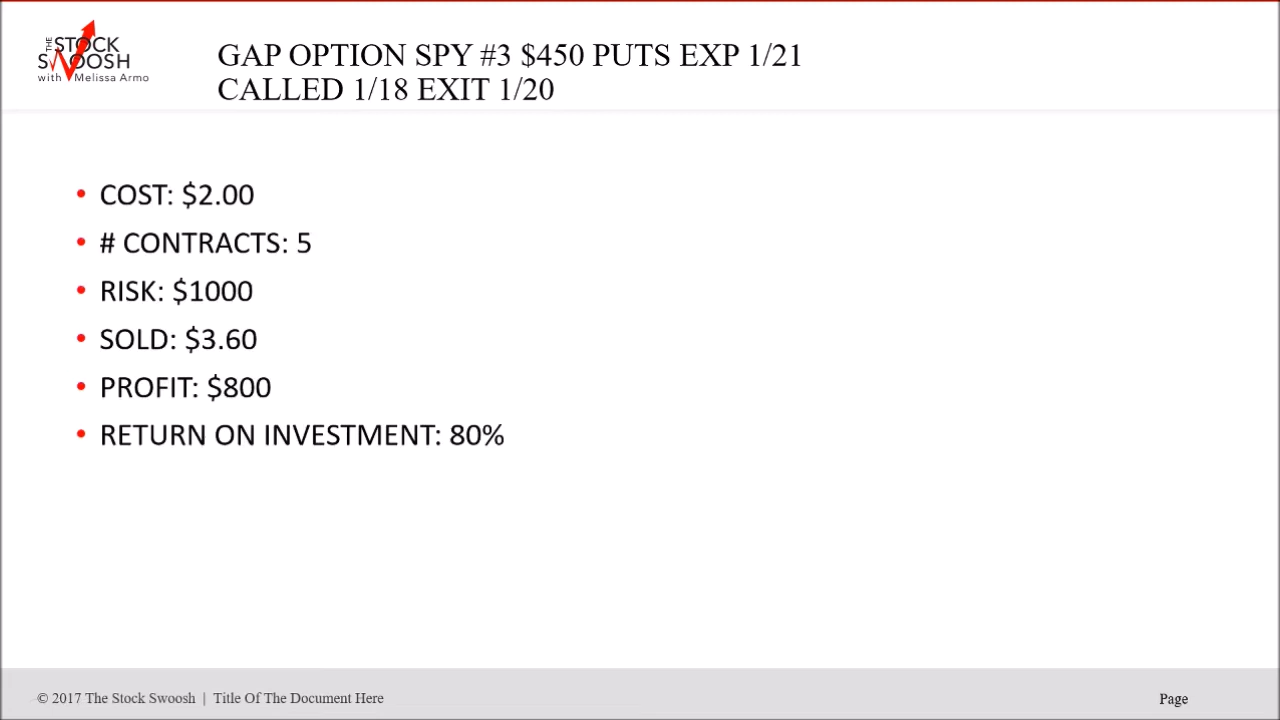 THE
STOCK
SWOOSH
with Melissa Armo
GAP OPTION SPY #3 $450 PUTS EXP 1/21
CALLED 1/18 EXIT 1/20
• COST: $2.00
• # CONTRACTS: 5
• RISK: $1000
• SOLD: $3.60
• PROFIT: $800
• RETURN ON INVESTMENT: 80%
© 2017 The Stock Swoosh | Title Of The Document Here
Page